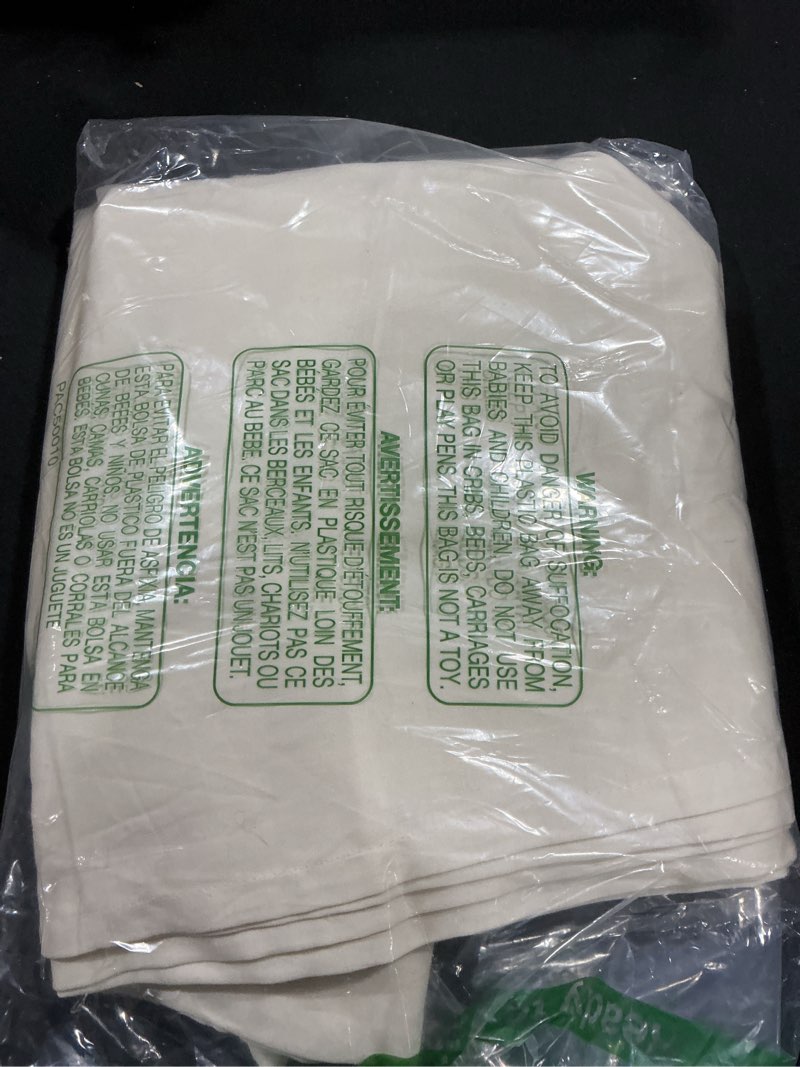 WARNING:
TO AVOID DANGER OF SUFFOCATION,
KEEP THIS PLASTIC BAG AWAY FROM
BABIES AND CHILDREN. DO NOT USE
THIS BAG IN CRIBS, BEDS, CARRIAGES
OR PLAY PENS. THIS BAG IS NOT A TOY.
AVERTISSEMENT:
POUR EVITER TOUT RISQUE D'ETOUFFEMENT,
GARDEZ CE SAC EN PLASTIQUE LOIN DES
BÉBÉS ET LES ENFANTS. N'UTILISEZ PAS CE
SAC DANS LES BERCEAUX, LITS, CHARIOTS OU
PARC AU BEBE. CE SAC N'EST PAS UN JOUET.
ADVERTENCIA:
PARA EVITAR EL PELIGRO DE ASFIXIA, MANTENGA
ESTA BOLSA DE PLASTICO FUERA DEL ALCANCE
DE BEBES Y NINOS. NO USAR ESTA BOLSA EN
CUNAS, CAMAS, CARRIOLAS O CORRALES PARA
BEBES. ESTA BOLSA NO ES UN JUGUETE
ready